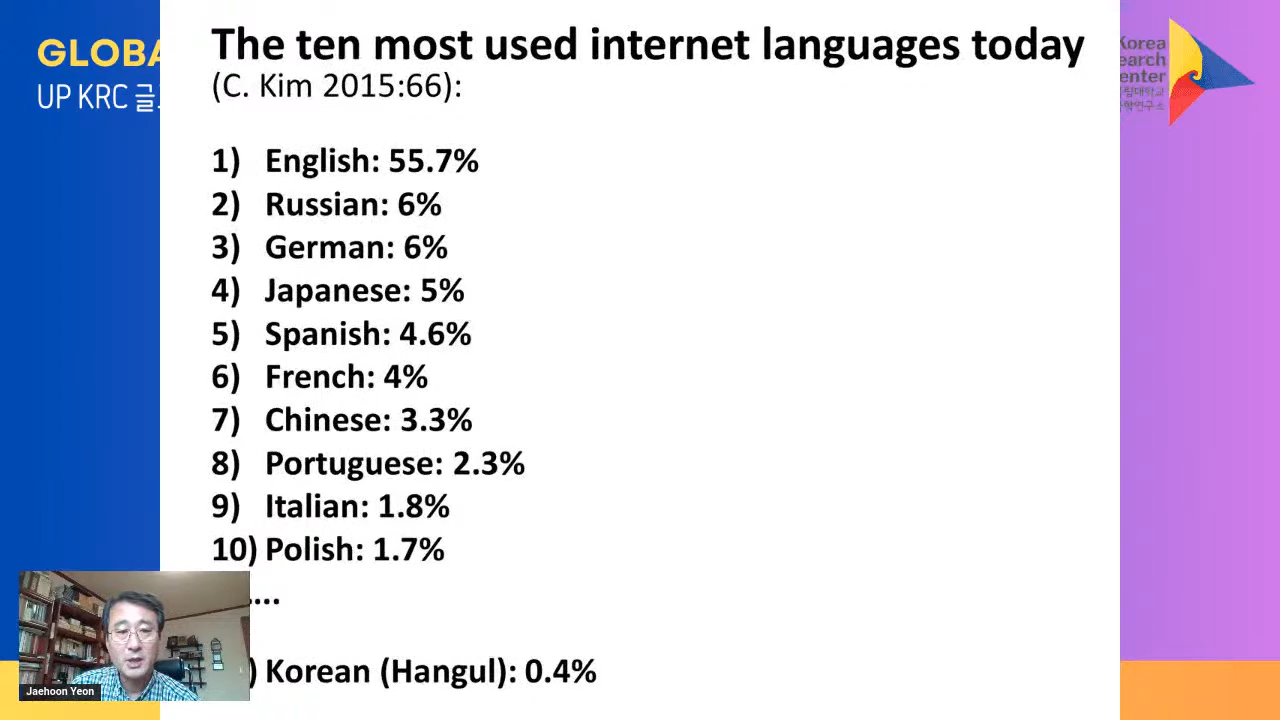 The ten most used internet languages today
(C. Kim 2015:66):
GLOBA
UP KRC 글
Korea
earch
enter
1) English: 55.7%
2) Russian: 6%
3) German: 6%
4) Japanese: 5%
5) Spanish: 4.6%
6) French: 4%
7) Chinese: 3.3%
8) Portuguese: 2.3%
9) Italian: 1.8%
10) Polish: 1.7%
....
) Korean (Hangul): 0.4%
Jaehoon Yeon